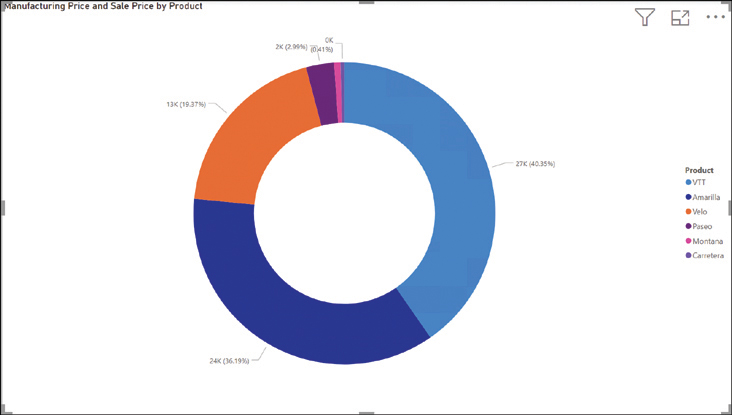 Manufacturing Price and Sale Price by Product
0K
(0.41%)
2K (2.99%)
13K (19.37%)
27K (40.35%)
24K (36.19%)
Product
VTT
Amarilla
Velo
Paseo
Montana
Carretera